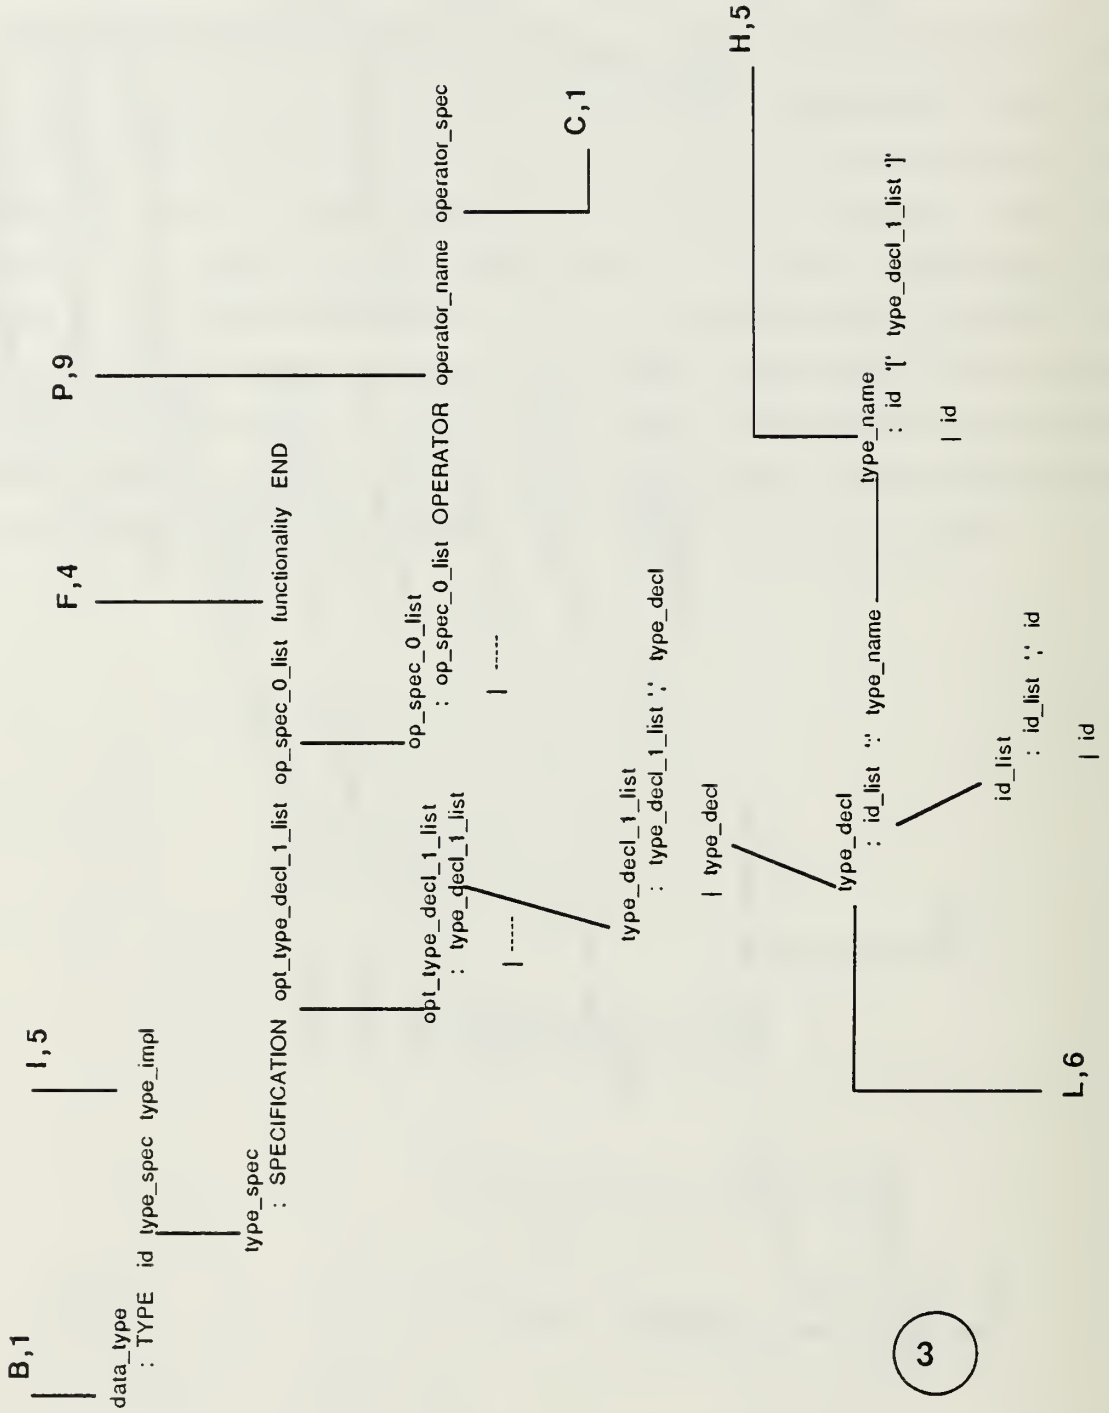 B,1
I,5
F,4
P,9
data_type
: TYPE id type_spec type_impl
type_spec
: SPECIFICATION opt_type_decl_1_list op_spec_0_list functionality END
opt_type_decl_1_list
: type_decl_1_list
| -----
op_spec_0_list
: op_spec_0_list OPERATOR operator_name operator_spec
| -----
C,1
type_decl_1_list
: type_decl_1_list ',' type_decl
| type_decl
H,5
type_decl
: id_list ':' type_name
type_name
: id '[' type_decl_1_list ']'
| id
id_list
: id_list ',' id
| id
L,6
3